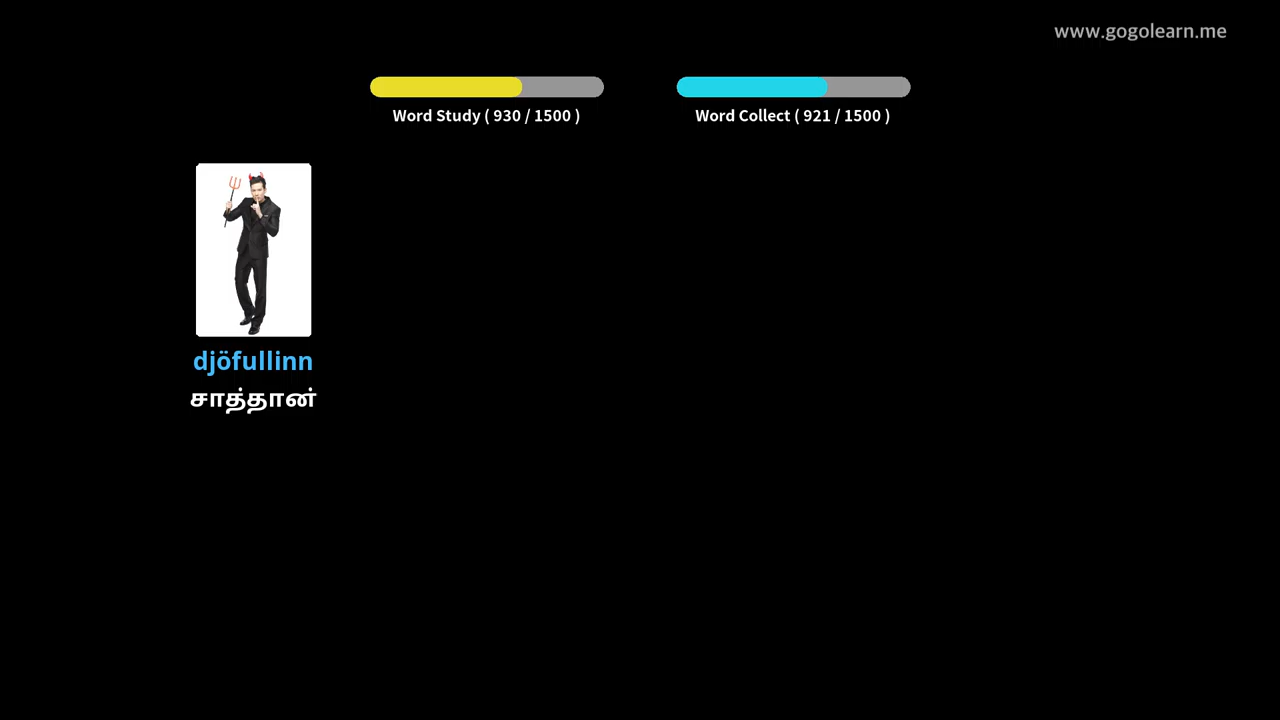 www.gogolearn.me
Word Study ( 930 / 1500 )
Word Collect ( 921 / 1500 )
djöfullinn
சாத்தான்